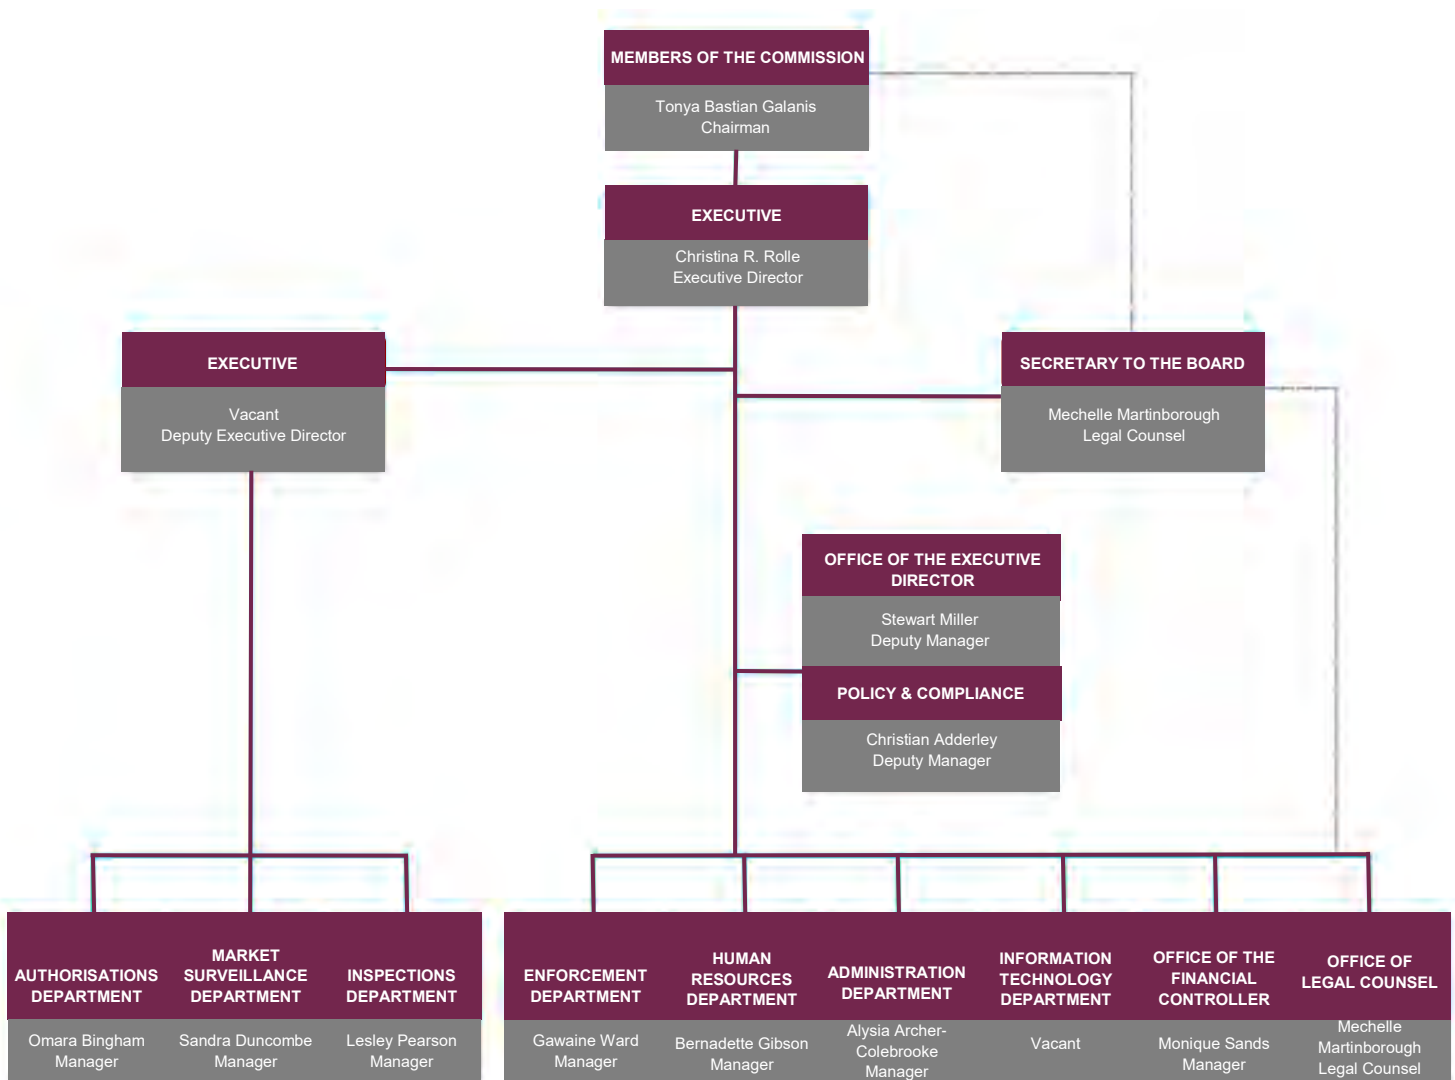 MEMBERS OF THE COMMISSION
Tonya Bastian Galanis
Chairman
EXECUTIVE
Christina R. Rolle
Executive Director
EXECUTIVE
Vacant
Deputy Executive Director
SECRETARY TO THE BOARD
Mechelle Martinborough
Legal Counsel
OFFICE OF THE EXECUTIVE
DIRECTOR
Stewart Miller
Deputy Manager
POLICY & COMPLIANCE
Christian Adderley
Deputy Manager
AUTHORISATIONS
DEPARTMENT
Omara Bingham
Manager
MARKET
SURVEILLANCE
DEPARTMENT
Sandra Duncombe
Manager
INSPECTIONS
DEPARTMENT
Lesley Pearson
Manager
ENFORCEMENT
DEPARTMENT
Gawaine Ward
Manager
HUMAN
RESOURCES
DEPARTMENT
Bernadette Gibson
Manager
ADMINISTRATION
DEPARTMENT
Alysia Archer-
Colebrooke
Manager
INFORMATION
TECHNOLOGY
DEPARTMENT
Vacant
OFFICE OF THE
FINANCIAL
CONTROLLER
Monique Sands
Manager
OFFICE OF
LEGAL COUNSEL
Mechelle
Martinborough
Legal Counsel